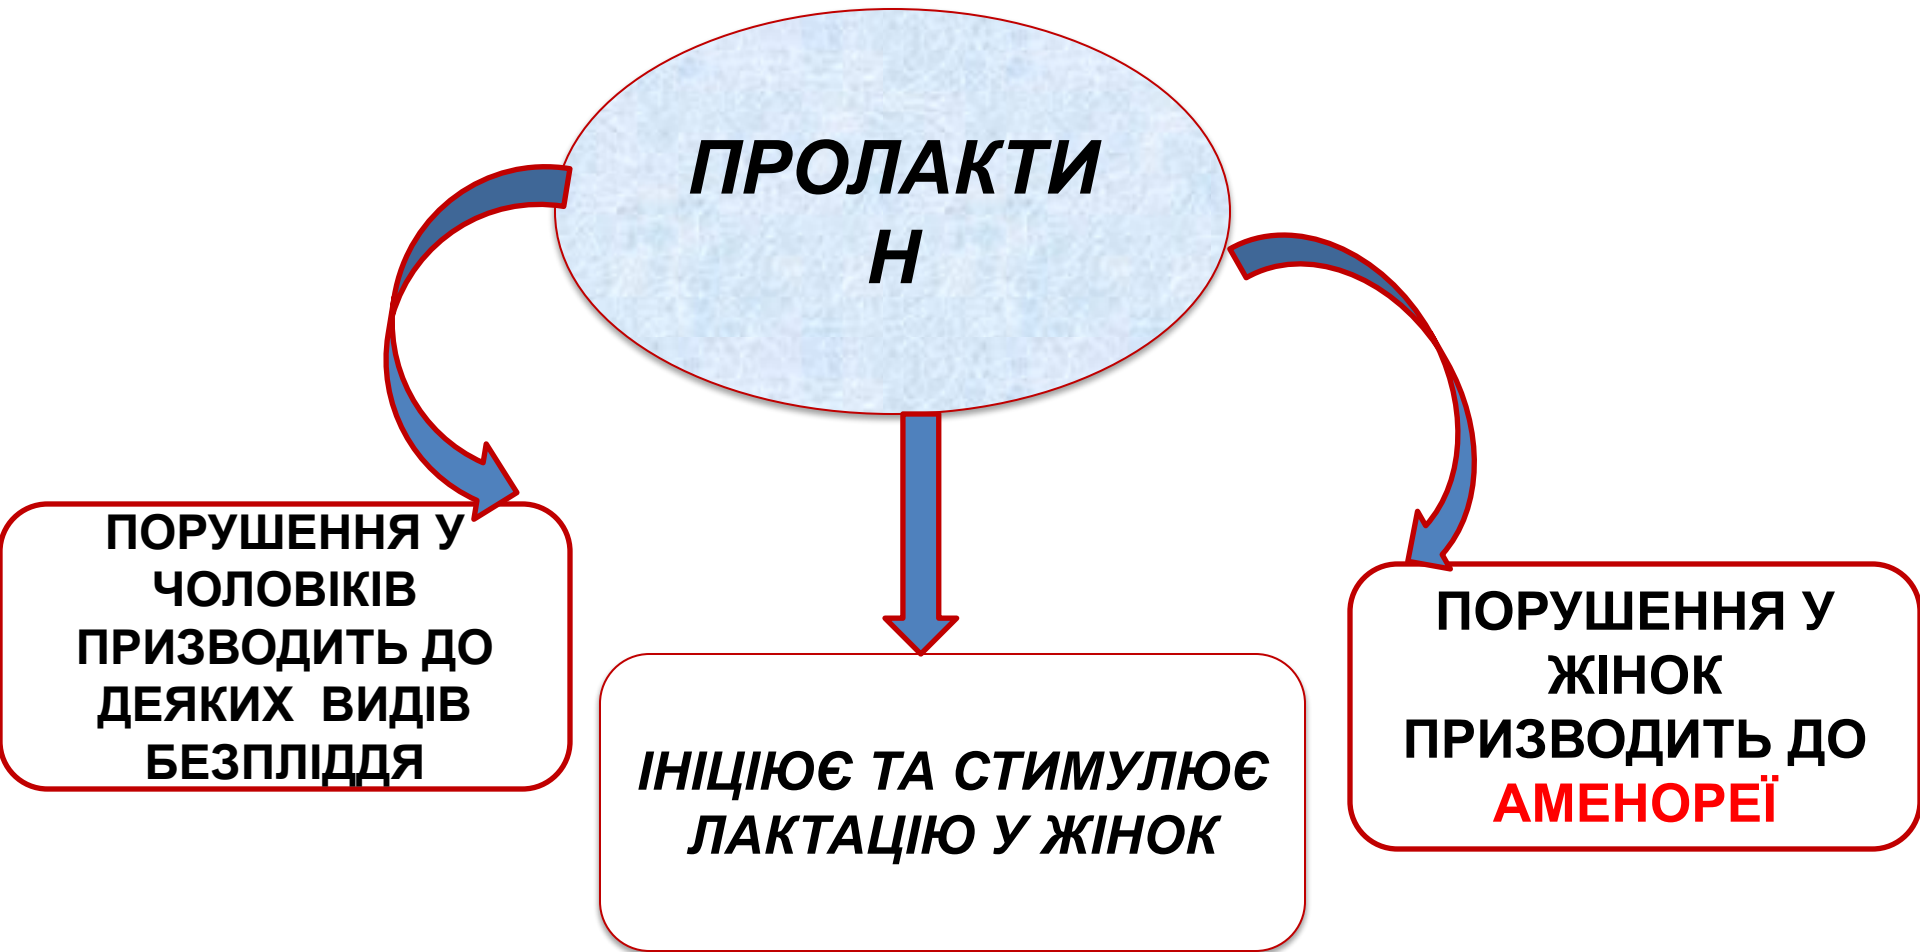 ПРОЛАКТИ
Н
ПОРУШЕННЯ У
ЧОЛОВІКІВ
ПРИЗВОДИТЬ ДО
ДЕЯКИХ ВИДІВ
БЕЗПЛІДДЯ
ІНІЦІЮЄ ТА СТИМУЛЮЄ
ЛАКТАЦІЮ У ЖІНОК
ПОРУШЕННЯ У
ЖІНОК
ПРИЗВОДИТЬ ДО
АМЕНОРЕЇ